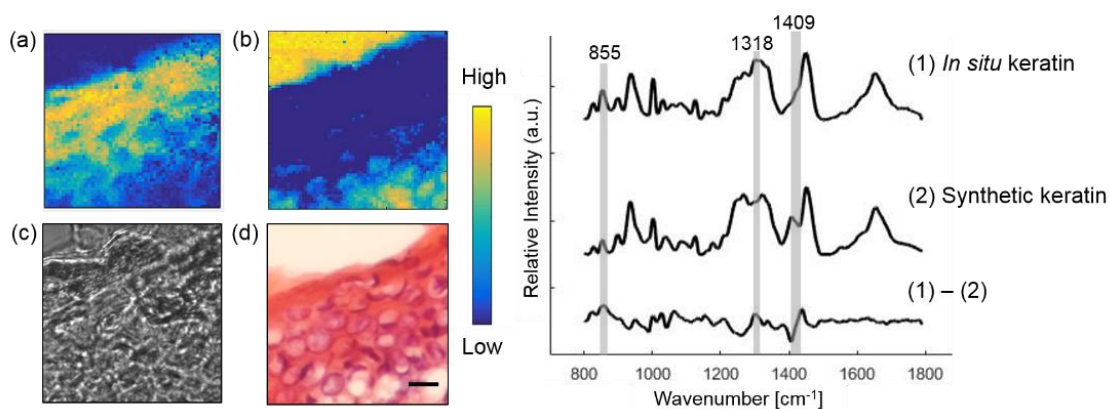 (a)
(b)
High
Low
(c)
(d)
855
1318
1409
(1) In situ keratin
(2) Synthetic keratin
(1) – (2)
Relative Intensity (a.u.)
800 1000 1200 1400 1600 1800
Wavenumber [cm-1]